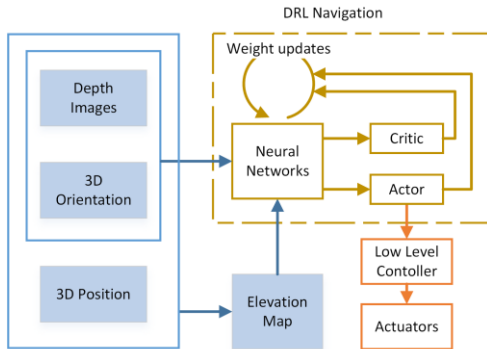 DRL Navigation
Weight updates
Depth
Images
3D
Orientation
3D Position
Neural
Networks
Critic
Actor
Elevation
Map
Low Level
Contoller
Actuators